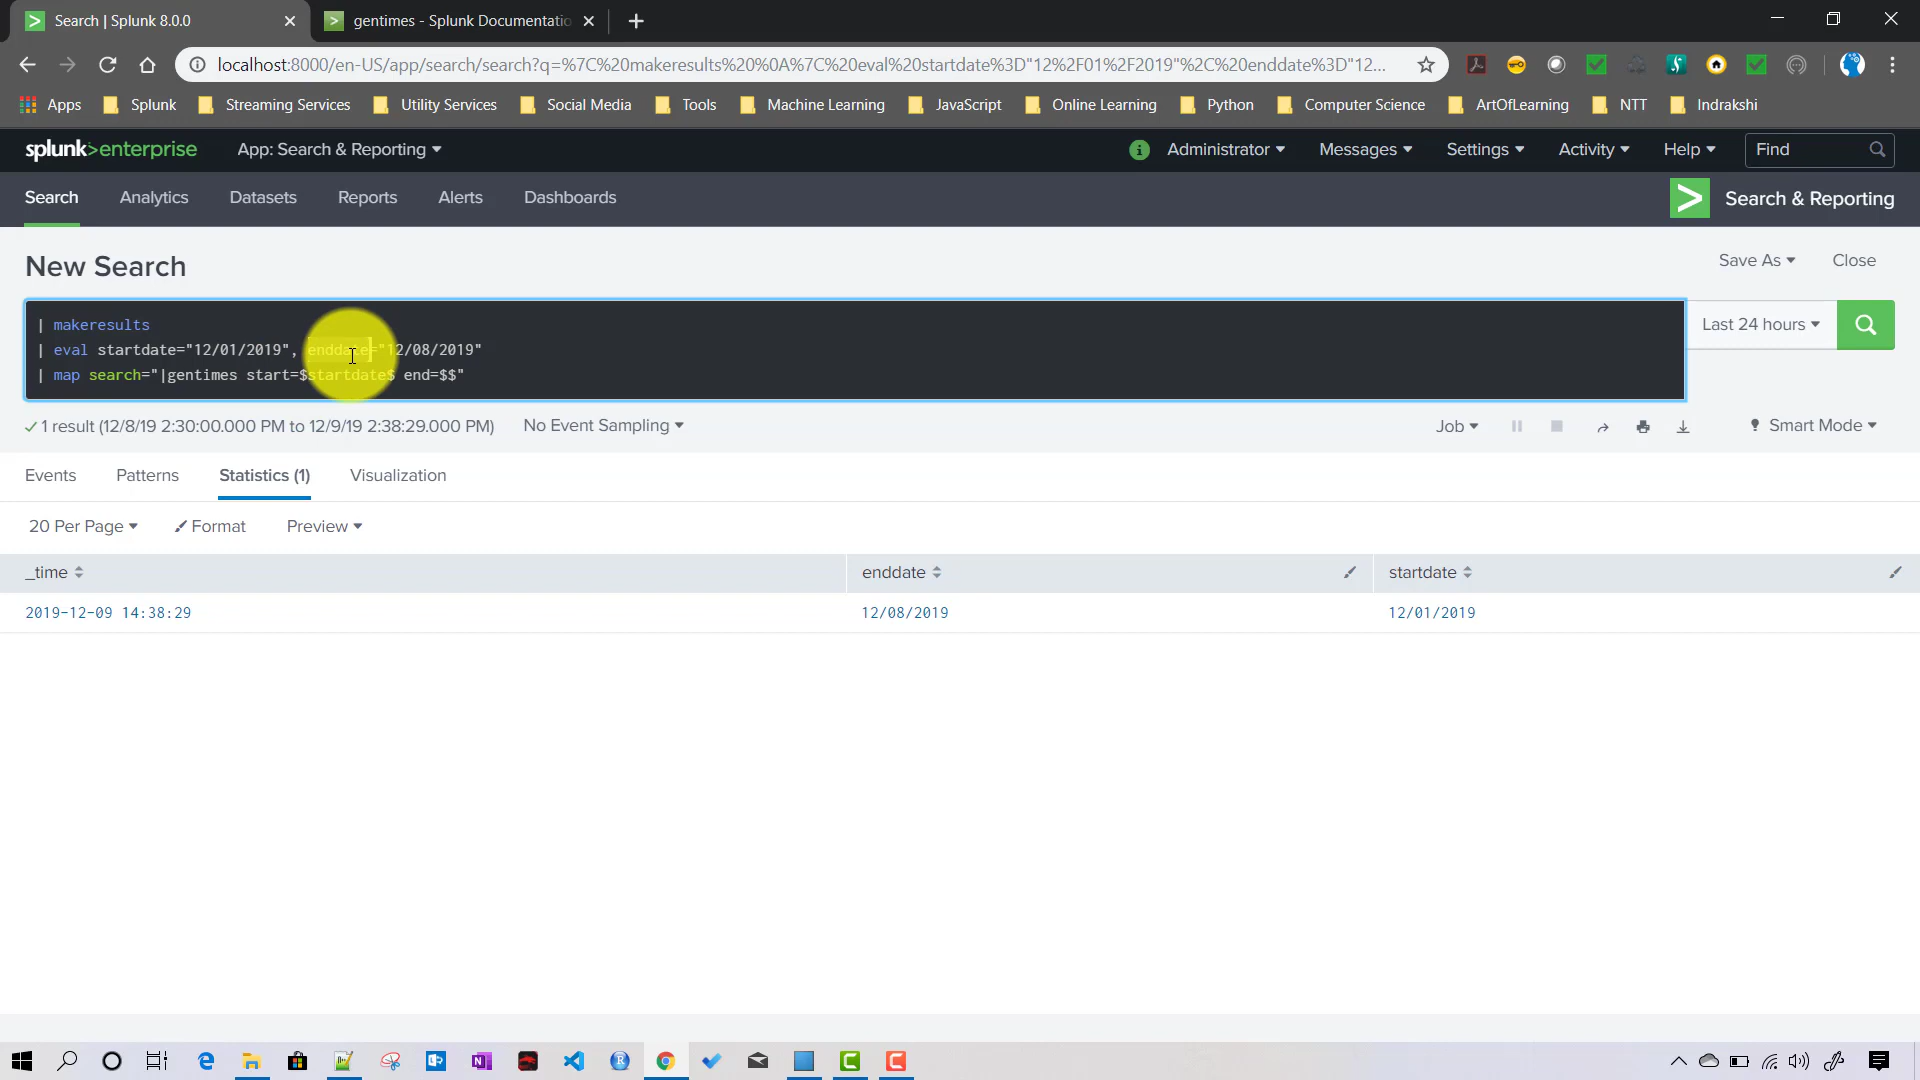 Search | Splunk 8.0.0
gentimes - Splunk Documentatio
localhost:8000/en-US/app/search/search?q=%7C%20makeresults%20%0A%7C%20eval%20startdate%3D"12%2F01%2F2019"%2C%20enddate%3D"12...
Apps Splunk Streaming Services Utility Services Social Media Tools Machine Learning JavaScript Online Learning Python Computer Science ArtOfLearning NTT Indrakshi
splunk>enterprise App: Search & Reporting Administrator Messages Settings Activity Help Find
Search Analytics Datasets Reports Alerts Dashboards Search & Reporting
New Search Save As Close
| makeresults
| eval startdate="12/01/2019", enddate="12/08/2019"
| map search="|gentimes start=$startdate$ end=$$"
Last 24 hours
1 result (12/8/19 2:30:00.000 PM to 12/9/19 2:38:29.000 PM) No Event Sampling Job Smart Mode
Events Patterns Statistics (1) Visualization
20 Per Page Format Preview
_time enddate startdate
2019-12-09 14:38:29 12/08/2019 12/01/2019